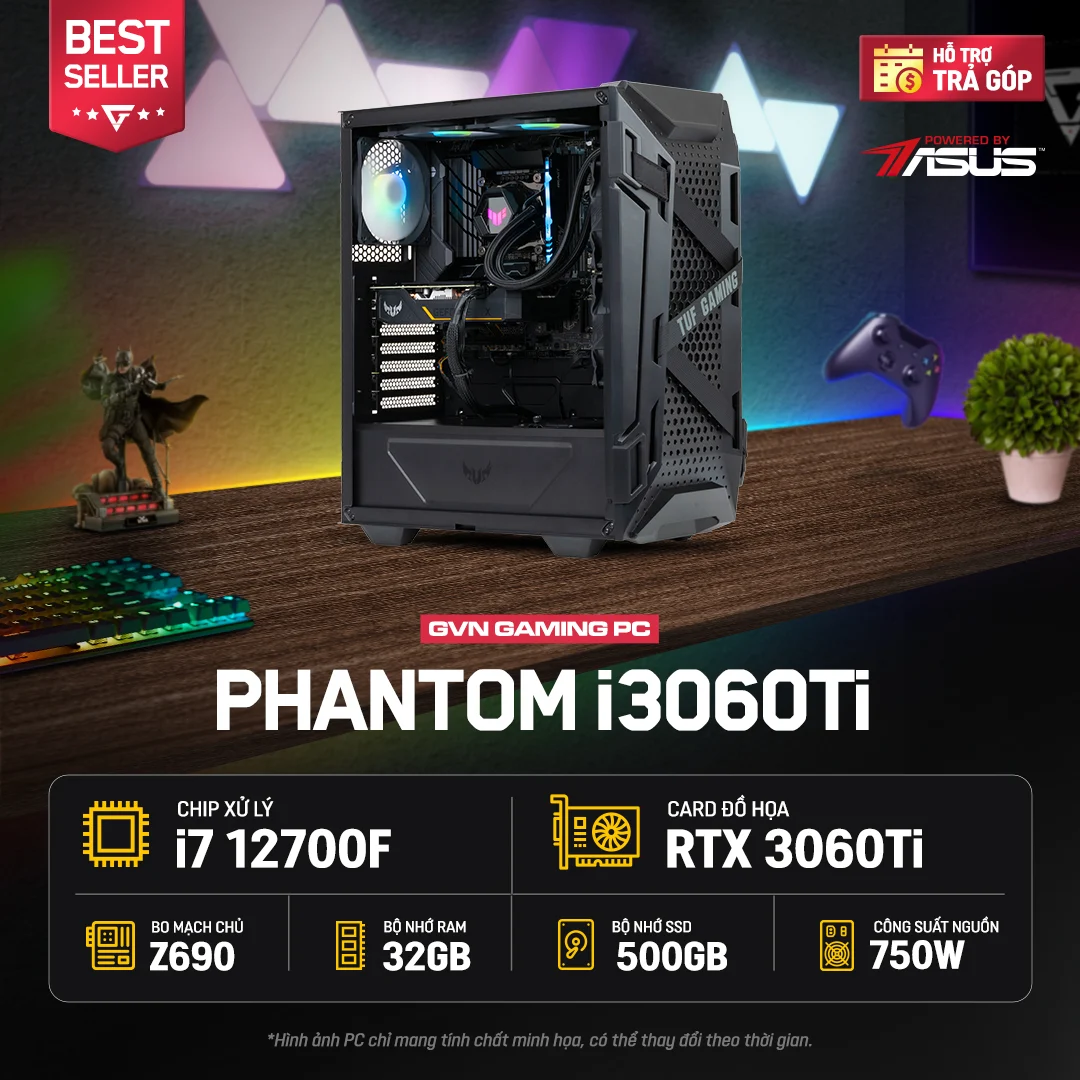 BEST
SELLER
HỖ TRỢ
TRẢ GÓP
POWERED BY
ASUS™
TUF GAMING
GVN GAMING PC
PHANTOM i3060Ti
CHIP XỬ LÝ
i7 12700F
CARD ĐỒ HỌA
RTX 3060Ti
BO MẠCH CHỦ
Z690
BỘ NHỚ RAM
32GB
BỘ NHỚ SSD
500GB
CÔNG SUẤT NGUỒN
750W
*Hình ảnh PC chỉ mang tính chất minh họa, có thể thay đổi theo thời gian.